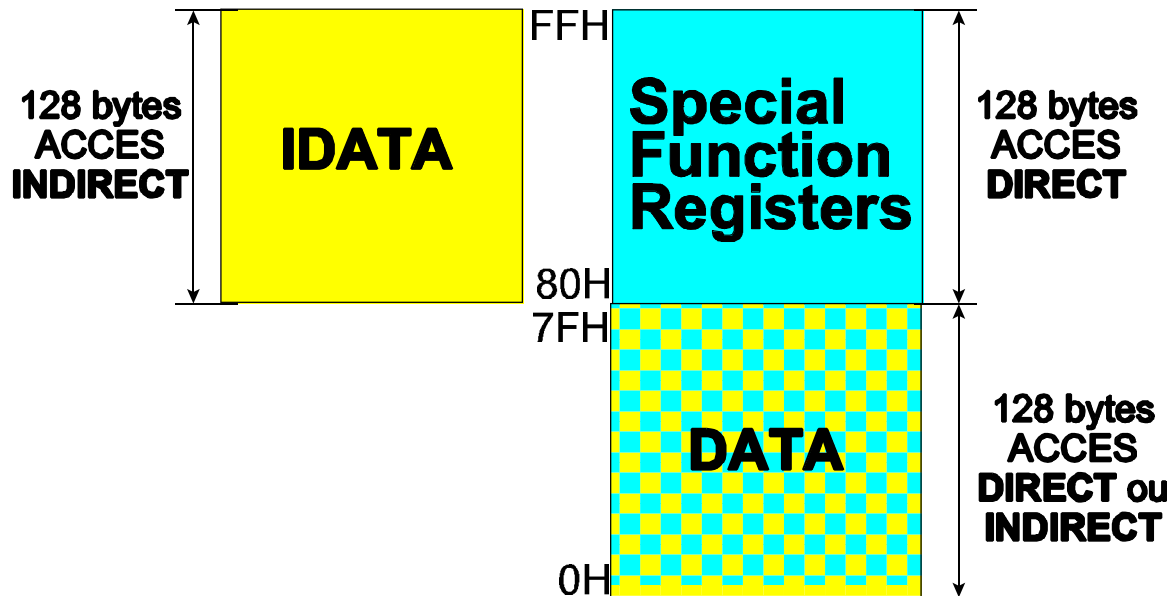 128 bytes
ACCES
INDIRECT
IDATA
FFH
80H
7FH
0H
Special
Function
Registers
128 bytes
ACCES
DIRECT
DATA
128 bytes
ACCES
DIRECT ou
INDIRECT